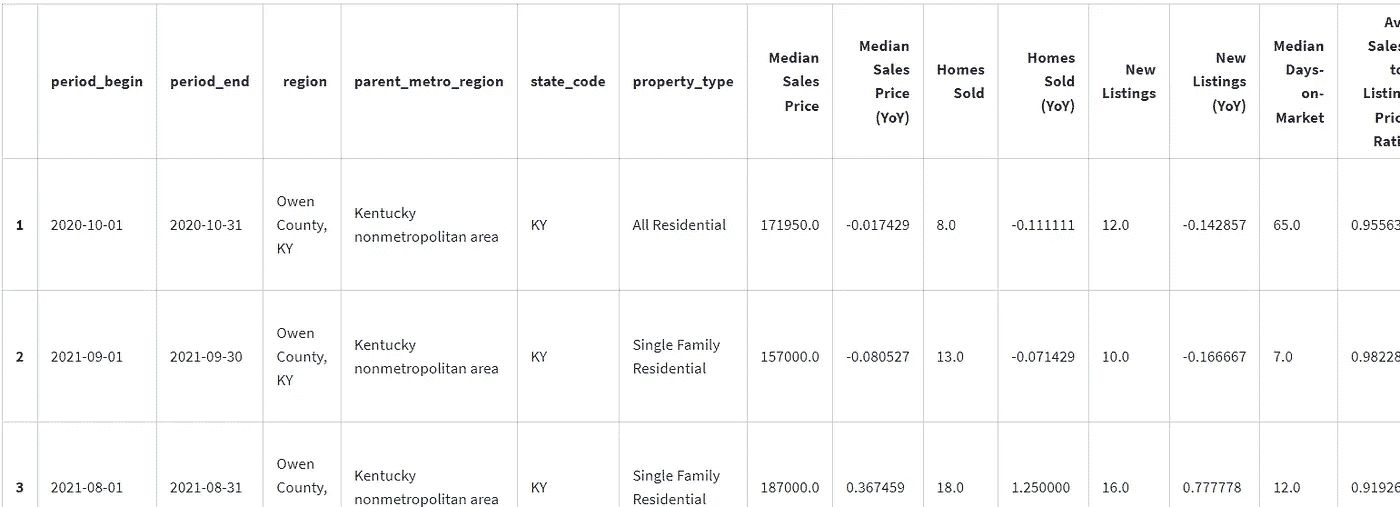 period_begin period_end region parent_metro_region state_code property_type Median Sales Price Median Sales Price (YoY) Homes Sold Homes Sold (YoY) New Listings New Listings (YoY) Median Days-on-Market
1 2020-10-01 2020-10-31 Owen County, KY Kentucky nonmetropolitan area KY All Residential 171950.0 -0.017429 8.0 -0.111111 12.0 -0.142857 65.0 0.95563
2 2021-09-01 2021-09-30 Owen County, KY Kentucky nonmetropolitan area KY Single Family Residential 157000.0 -0.080527 13.0 -0.071429 10.0 -0.166667 7.0 0.98228
3 2021-08-01 2021-08-31 Owen County, Kentucky nonmetropolitan area KY Single Family Residential 187000.0 0.367459 18.0 1.250000 16.0 0.777778 12.0 0.91926